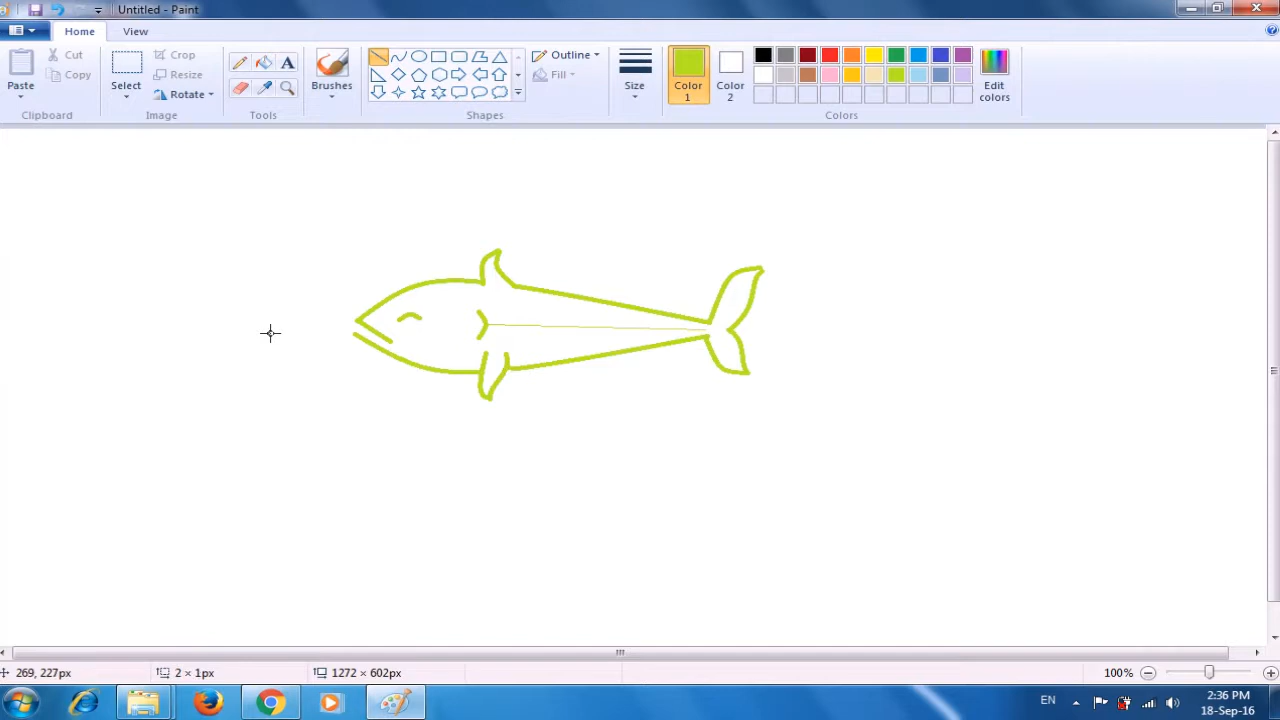 Untitled - Paint
Home View
Paste
Cut
Copy
Clipboard
Select
Crop
Resize
Rotate
Image
Tools
Brushes
Shapes
Outline
Fill
Size
Color 1
Color 2
Edit colors
Colors
269, 227px
2 × 1px
1272 × 602px
100%
EN
2:36 PM
18-Sep-16